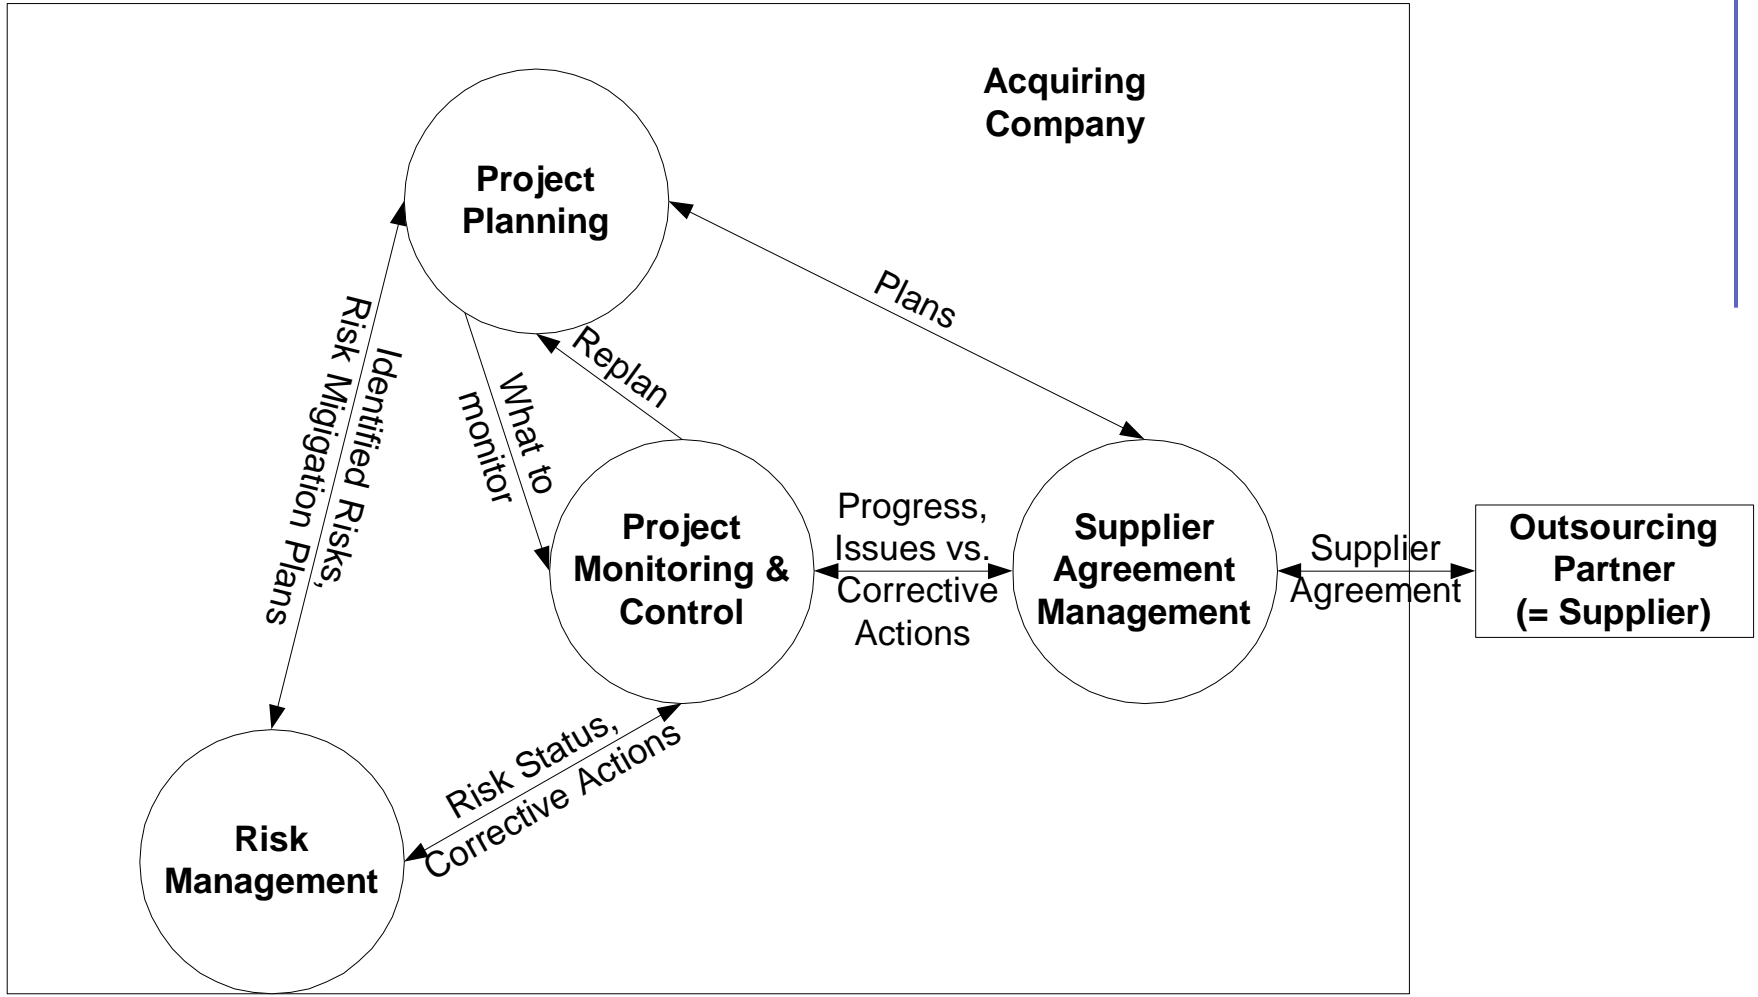 Acquiring
Company
Project
Planning
Plans
Replan
What to
monitor
Identified Risks,
Risk Migigation Plans
Project
Monitoring &
Control
Progress,
Issues vs.
Corrective
Actions
Supplier
Agreement
Management
Supplier
Agreement
Outsourcing
Partner
(= Supplier)
Risk Status,
Corrective Actions
Risk
Management